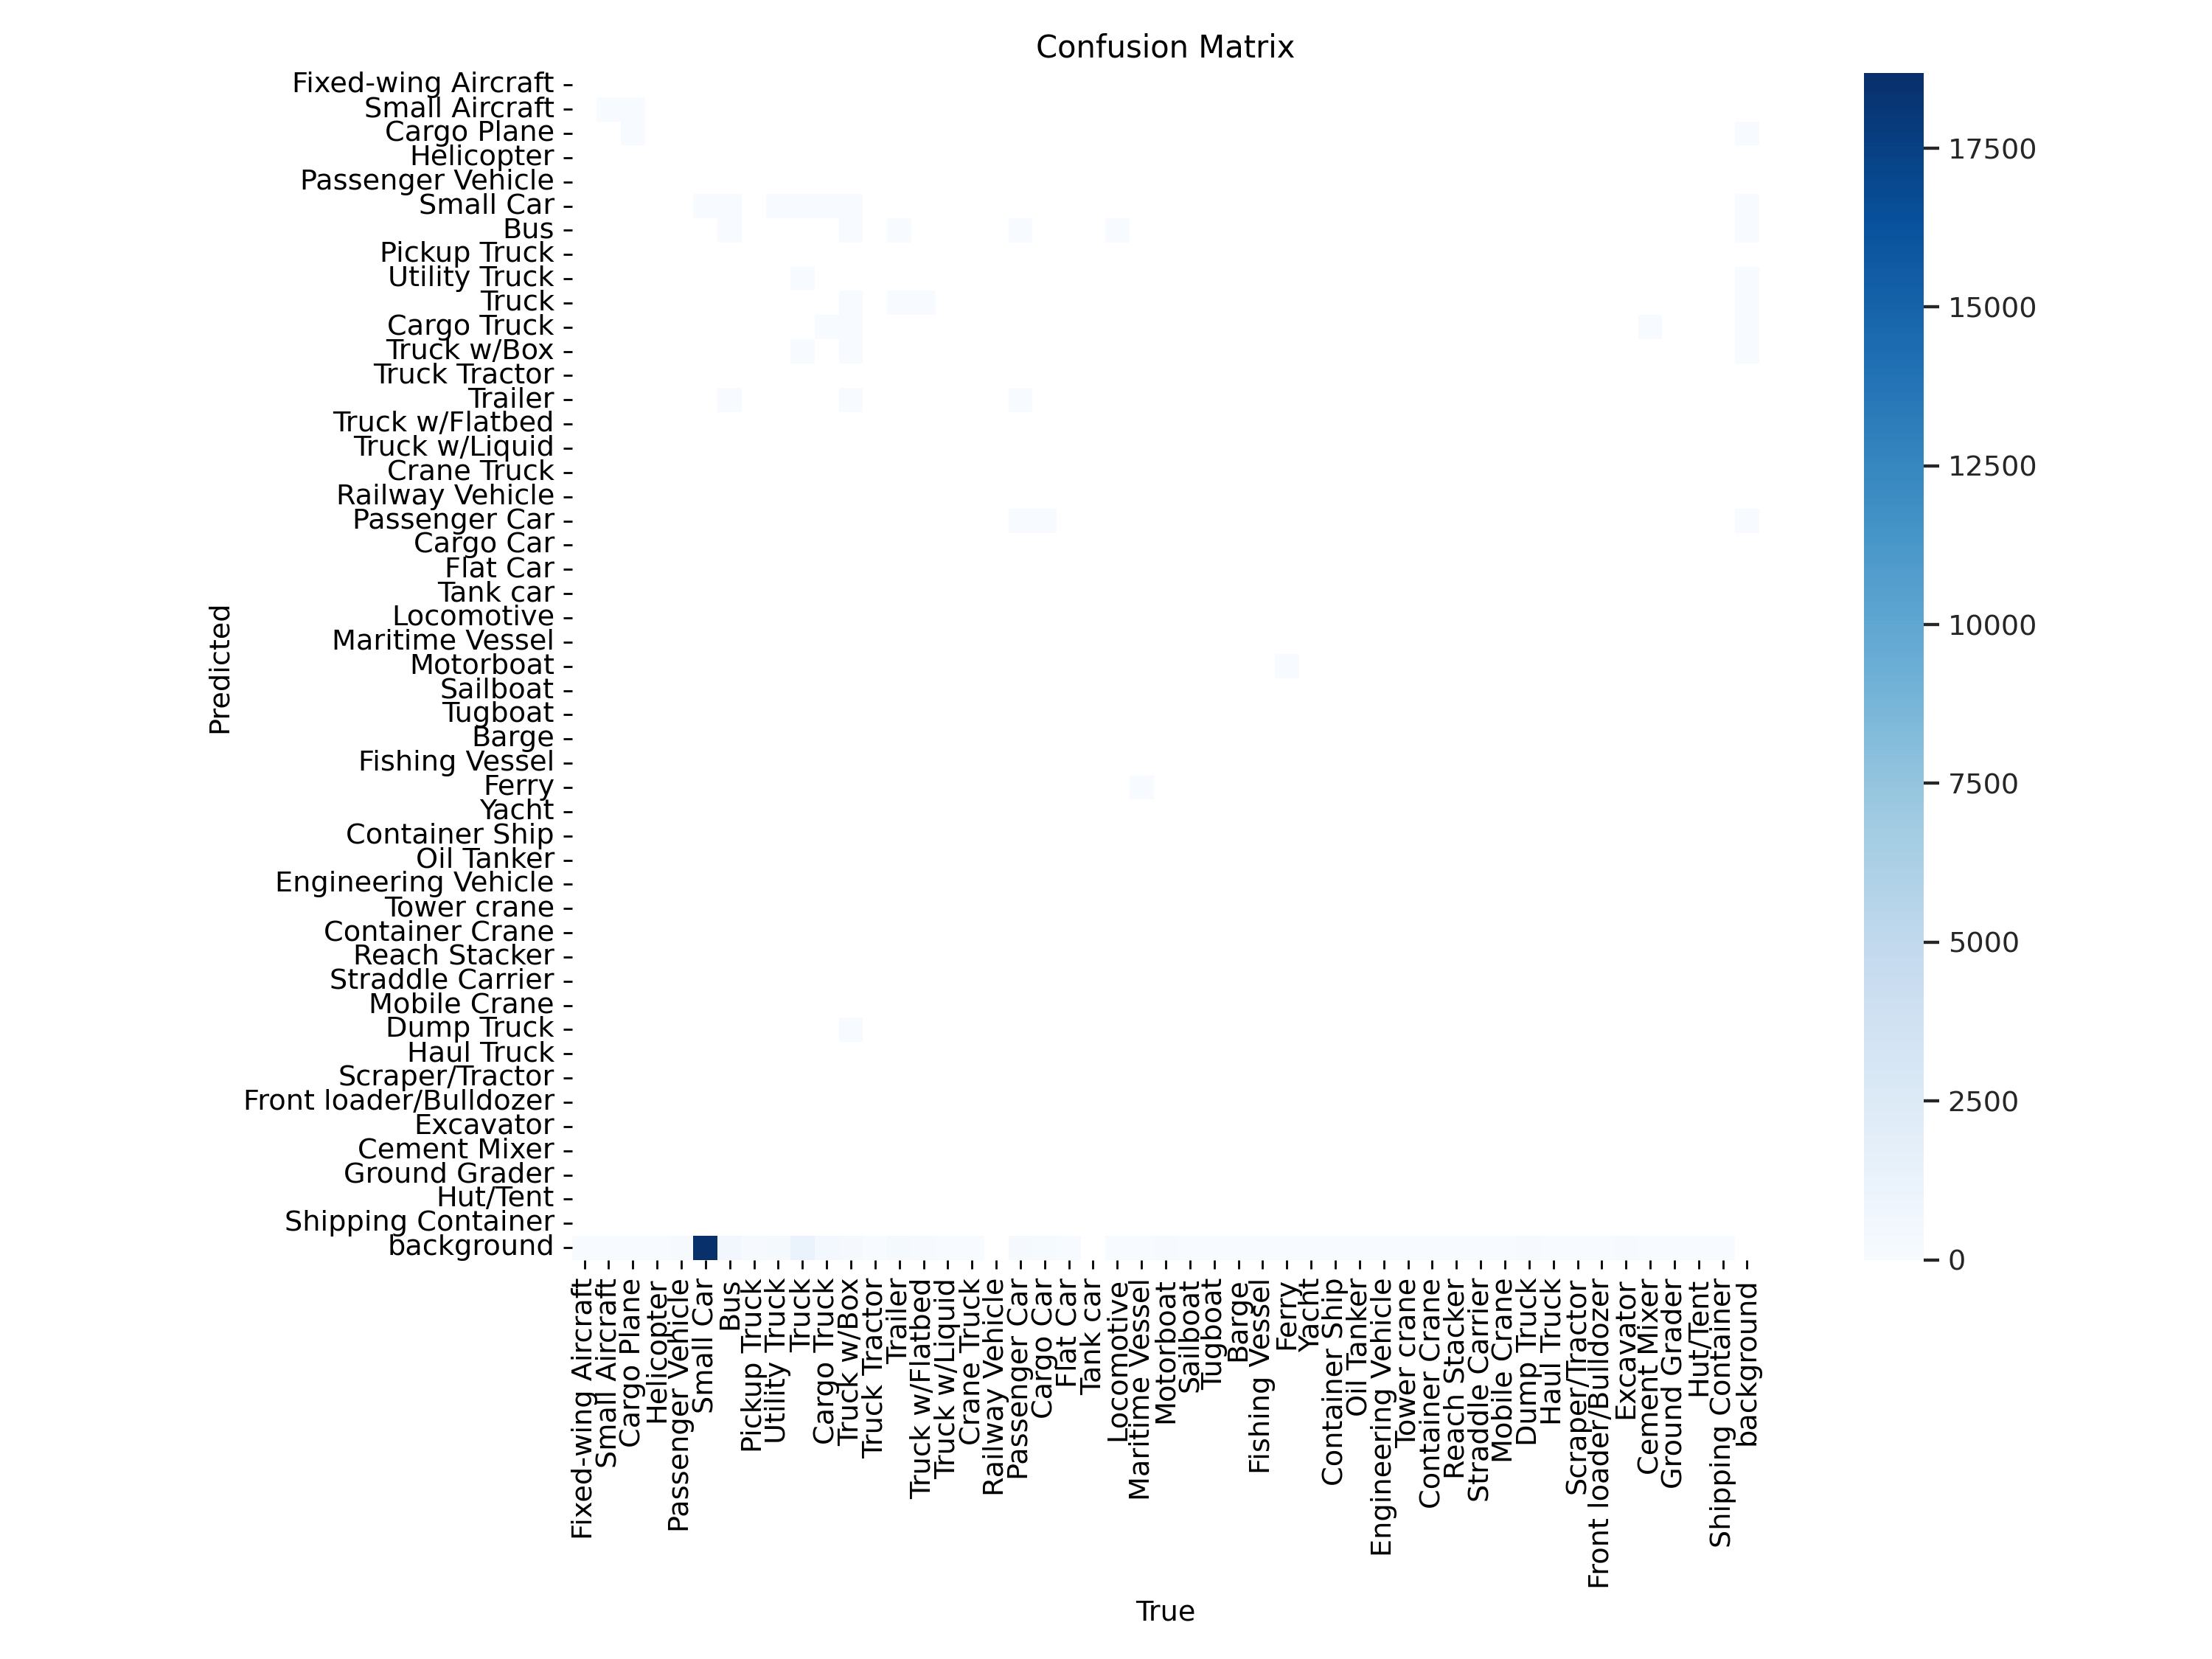 Confusion Matrix
Fixed-wing Aircraft
Small Aircraft
Cargo Plane
Helicopter
Passenger Vehicle
Small Car
Bus
Pickup Truck
Utility Truck
Truck
Cargo Truck
Truck w/Box
Truck Tractor
Trailer
Truck w/Flatbed
Truck w/Liquid
Crane Truck
Railway Vehicle
Passenger Car
Cargo Car
Flat Car
Tank car
Locomotive
Maritime Vessel
Motorboat
Sailboat
Tugboat
Barge
Fishing Vessel
Ferry
Yacht
Container Ship
Oil Tanker
Engineering Vehicle
Tower crane
Container Crane
Reach Stacker
Straddle Carrier
Mobile Crane
Dump Truck
Haul Truck
Scraper/Tractor
Front loader/Bulldozer
Excavator
Cement Mixer
Ground Grader
Hut/Tent
Shipping Container
background
Predicted
Fixed-wing Aircraft
Small Aircraft
Cargo Plane
Helicopter
Passenger Vehicle
Small Car
Bus
Pickup Truck
Utility Truck
Truck
Cargo Truck
Truck w/Box
Truck Tractor
Trailer
Truck w/Flatbed
Truck w/Liquid
Crane Truck
Railway Vehicle
Passenger Car
Cargo Car
Flat Car
Tank car
Locomotive
Maritime Vessel
Motorboat
Sailboat
Tugboat
Barge
Fishing Vessel
Ferry
Yacht
Container Ship
Oil Tanker
Engineering Vehicle
Tower crane
Container Crane
Reach Stacker
Straddle Carrier
Mobile Crane
Dump Truck
Haul Truck
Scraper/Tractor
Front loader/Bulldozer
Excavator
Cement Mixer
Ground Grader
Hut/Tent
Shipping Container
background
True
17500
15000
12500
10000
7500
5000
2500
0